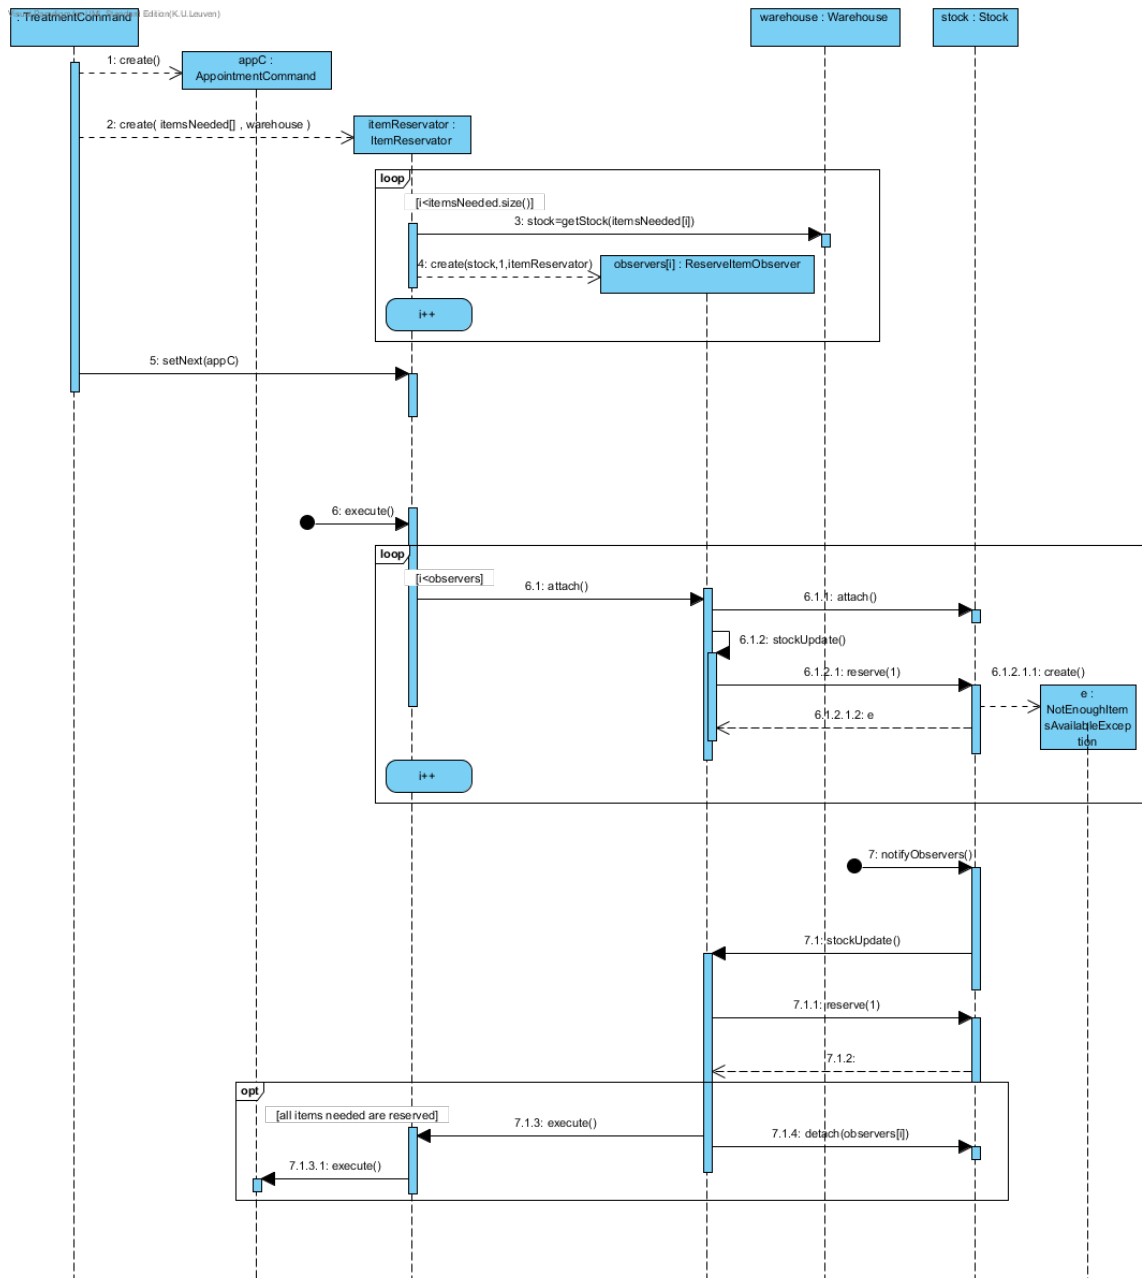 Edition(K.U.Leuven)
: TreatmentCommand
warehouse : Warehouse
stock : Stock
1: create()
appC :
AppointmentCommand
2: create( itemsNeeded[] , warehouse )
itemReservator :
ItemReservator
loop
[i<itemsNeeded.size()]
3: stock=getStock(itemsNeeded[i])
4: create(stock,1,itemReservator)
observers[i] : ReserveItemObserver
i++
5: setNext(appC)
6: execute()
loop
[i<observers]
6.1: attach()
6.1.1: attach()
6.1.2: stockUpdate()
6.1.2.1: reserve(1)
6.1.2.1.1: create()
e :
NotEnoughItem
sAvailableExcep
tion
6.1.2.1.2: e
i++
7: notifyObservers()
7.1: stockUpdate()
7.1.1: reserve(1)
7.1.2:
opt
[all items needed are reserved]
7.1.3: execute()
7.1.4: detach(observers[i])
7.1.3.1: execute()